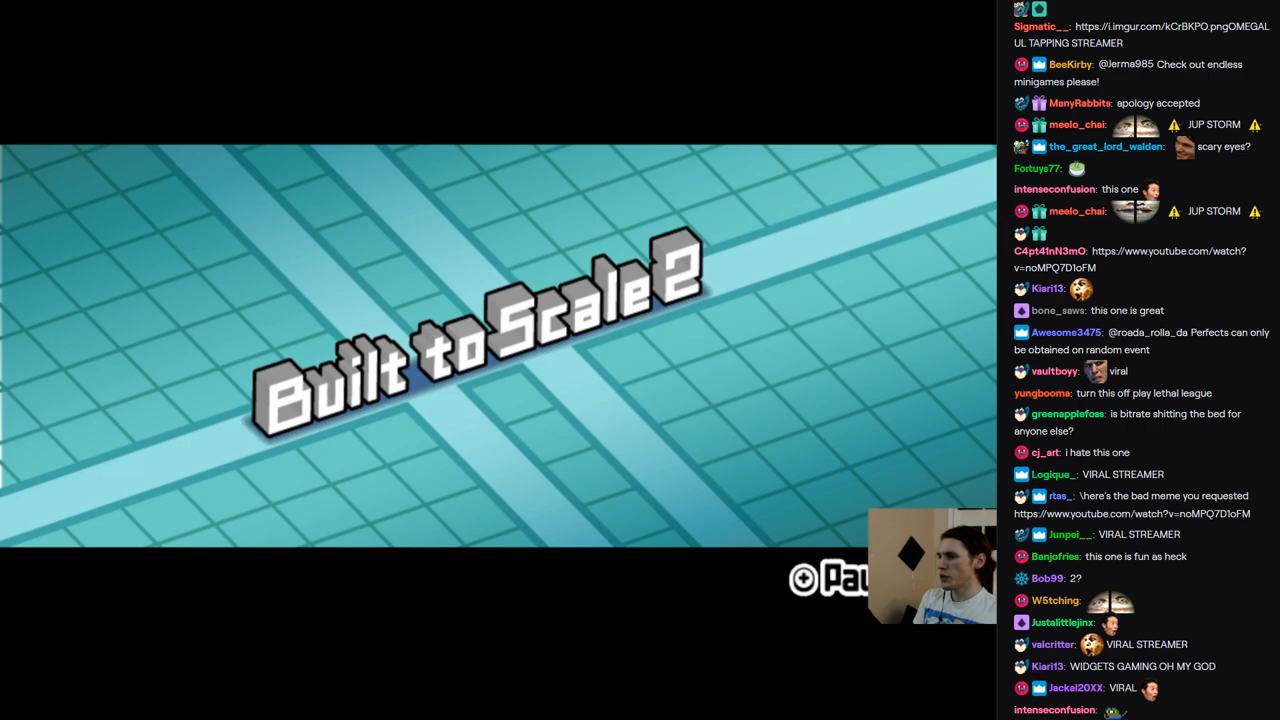 Built to Scale 2
Pau
Sigmatic__: https://i.imgur.com/kCrBKPO.pngOMEGAL
UL TAPPING STREAMER
BeeKirby: @Jerma985 Check out endless
minigames please!
ManyRabbits: apology accepted
meelo_chai: JUP STORM
the_great_lord_walden: scary eyes?
Fortuys77:
intenseconfusion: this one
meelo_chai: JUP STORM
C4pt41nN3mO: https://www.youtube.com/watch?
v=noMPQ7D1oFM
Kiari13:
bone_saws: this one is great
Awesome3475: @roada_rolla_da Perfects can only
be obtained on random event
vaultboyy: viral
yungbooma: turn this off play lethal league
greenapplefoss: is bitrate shitting the bed for
anyone else?
cj_art: i hate this one
Logique_: VIRAL STREAMER
rtas_: \here's the bad meme you requested
https://www.youtube.com/watch?v=noMPQ7D1oFM
Junpei__: VIRAL STREAMER
Banjofries: this one is fun as heck
Bob99: 2?
W5tching:
Justalittlejinx:
valcritter: VIRAL STREAMER
Kiari13: WIDGETS GAMING OH MY GOD
Jackal20XX: VIRAL
intenseconfusion: